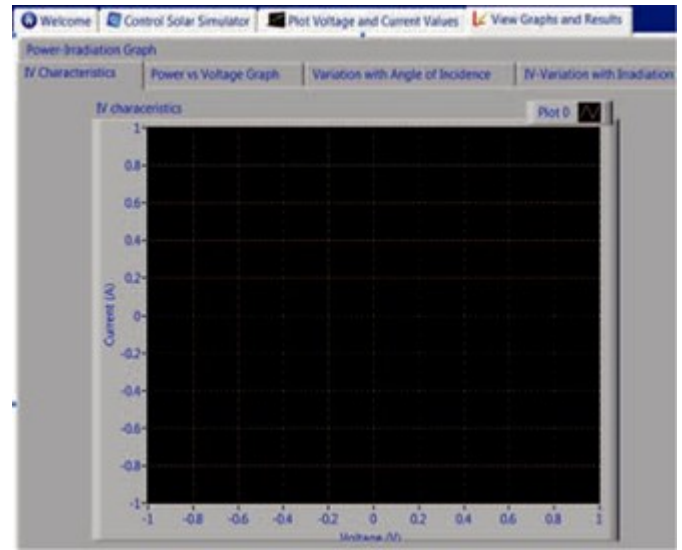 Welcome Control Solar Simulator Plot Voltage and Current Values View Graphs and Results
Power-Irradiation Graph
IV Characteristics Power vs Voltage Graph Variation with Angle of Incidence IV-Variation with Irradiation
IV characeristics Plot 0
1
0.8
0.6
0.4
0.2
0
-0.2
-0.4
-0.6
-0.8
-1
Current (A)
-1 -0.8 -0.6 -0.4 -0.2 0 0.2 0.4 0.6 0.8 1
Voltage (V)